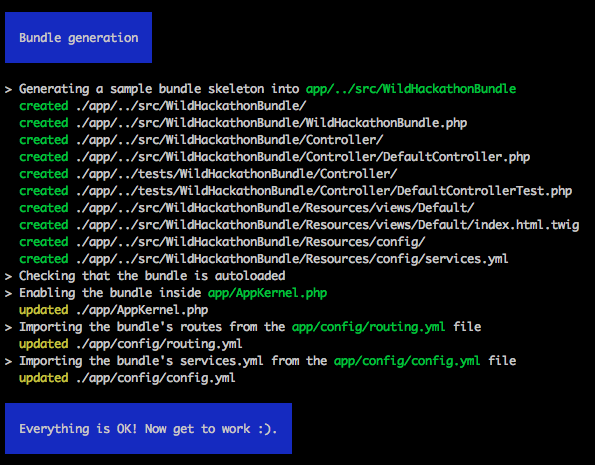 Bundle generation
> Generating a sample bundle skeleton into app/../src/WildHackathonBundle
created ./app/../src/WildHackathonBundle/
created ./app/../src/WildHackathonBundle/WildHackathonBundle.php
created ./app/../src/WildHackathonBundle/Controller/
created ./app/../src/WildHackathonBundle/Controller/DefaultController.php
created ./app/../tests/WildHackathonBundle/Controller/
created ./app/../tests/WildHackathonBundle/Controller/DefaultControllerTest.php
created ./app/../src/WildHackathonBundle/Resources/views/Default/
created ./app/../src/WildHackathonBundle/Resources/views/Default/index.html.twig
created ./app/../src/WildHackathonBundle/Resources/config/
created ./app/../src/WildHackathonBundle/Resources/config/services.yml
> Checking that the bundle is autoloaded
> Enabling the bundle inside app/AppKernel.php
updated ./app/AppKernel.php
> Importing the bundle's routes from the app/config/routing.yml file
updated ./app/config/routing.yml
> Importing the bundle's services.yml from the app/config/config.yml file
updated ./app/config/config.yml
Everything is OK! Now get to work :).